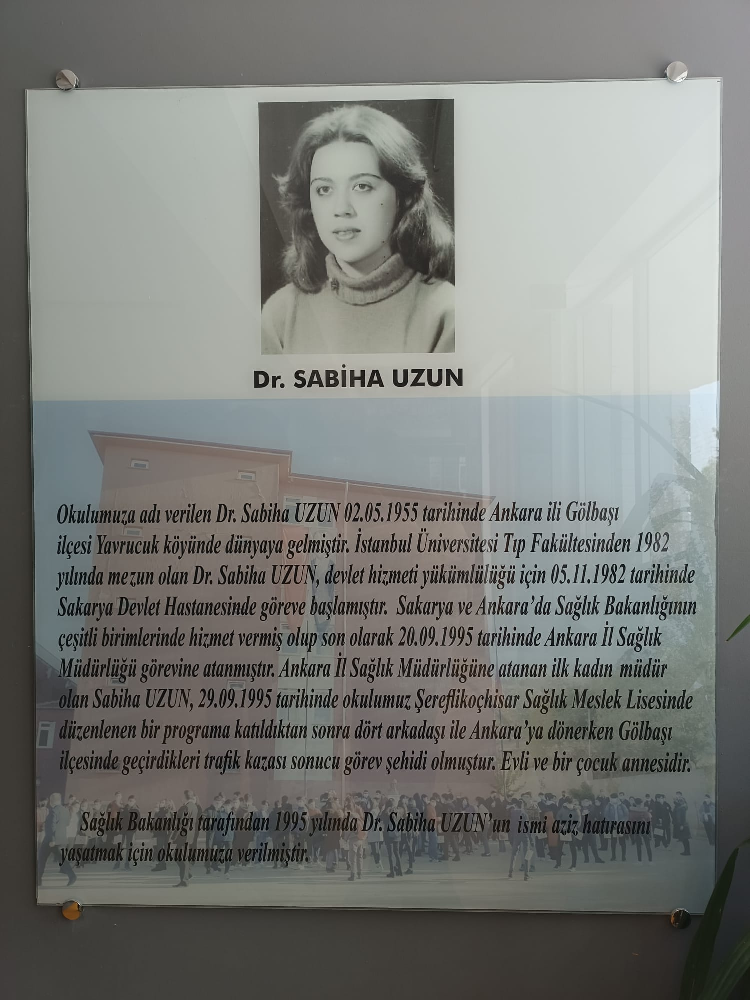 Dr. SABİHA UZUN
Okulumuza adı verilen Dr. Sabiha UZUN 02.05.1955 tarihinde Ankara ili Gölbaşı
ilçesi Yavrucuk köyünde dünyaya gelmiştir. İstanbul Üniversitesi Tıp Fakültesinden 1982
yılında mezun olan Dr. Sabiha UZUN, devlet hizmeti yükümlülüğü için 05.11.1982 tarihinde
Sakarya Devlet Hastanesinde göreve başlamıştır. Sakarya ve Ankara'da Sağlık Bakanlığının
çeşitli birimlerinde hizmet vermiş olup son olarak 20.09.1995 tarihinde Ankara İl Sağlık
Müdürlüğü görevine atanmıştır. Ankara İl Sağlık Müdürlüğüne atanan ilk kadın müdür
olan Sabiha UZUN, 29.09.1995 tarihinde okulumuz Şereflikoçhisar Sağlık Meslek Lisesinde
düzenlenen bir programa katıldıktan sonra dört arkadaşı ile Ankara'ya dönerken Gölbaşı
ilçesinde geçirdikleri trafik kazası sonucu görev şehidi olmuştur. Evli ve bir çocuk annesidir.
Sağlık Bakanlığı tarafından 1995 yılında Dr. Sabiha UZUN'un ismi aziz hatırasını
yaşatmak için okulumuza verilmiştir.